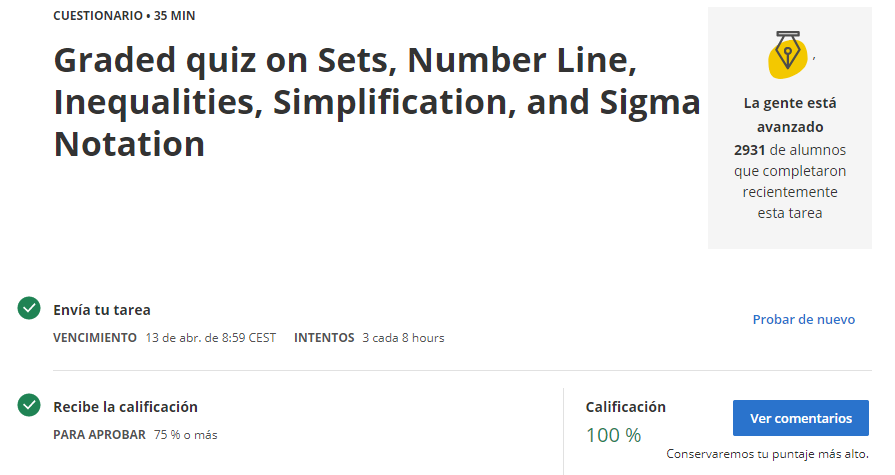 CUESTIONARIO • 35 MIN
Graded quiz on Sets, Number Line,
Inequalities, Simplification, and Sigma
Notation
,
La gente está
avanzado
2931 de alumnos
que completaron
recientemente
esta tarea
Envía tu tarea
VENCIMIENTO 13 de abr. de 8:59 CEST INTENTOS 3 cada 8 hours
Probar de nuevo
Recibe la calificación
PARA APROBAR 75 % o más
Calificación
100 %
Ver comentarios
Conservaremos tu puntaje más alto.